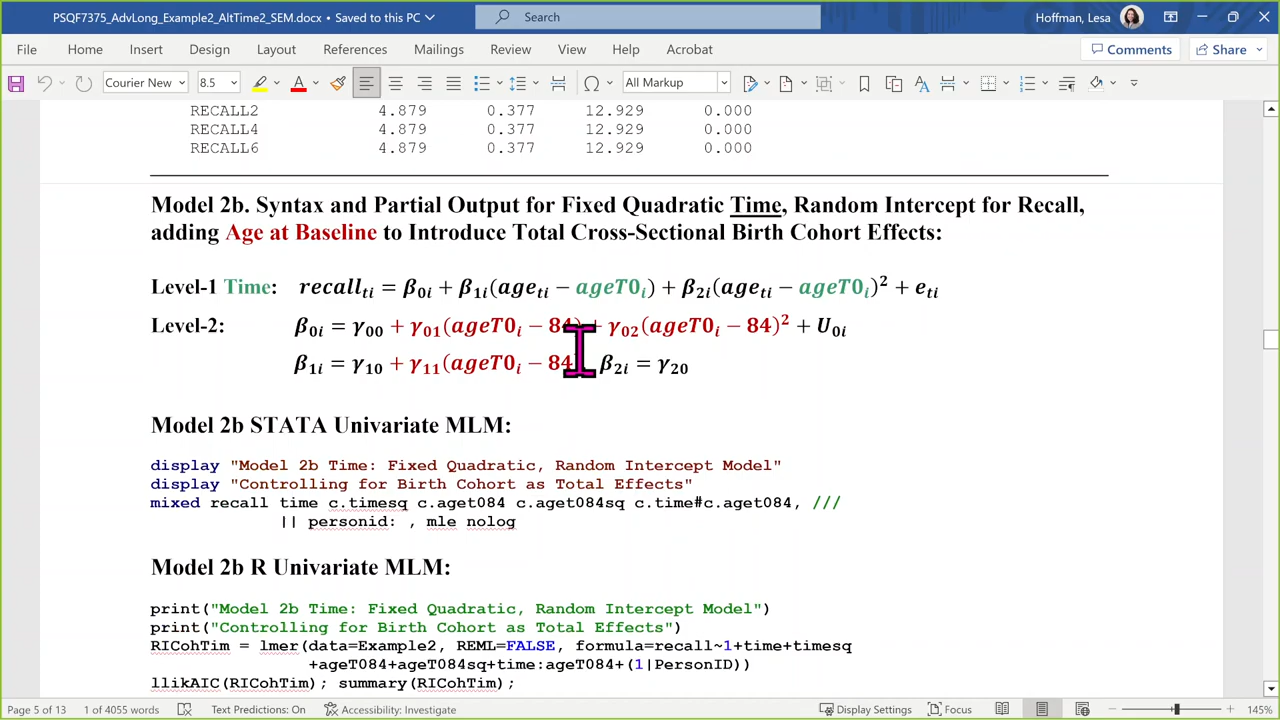 PSQF7375_AdvLong_Example2_AltTime2_SEM.docx • Saved to this PC
Search
Hoffman, Lesa
File Home Insert Design Layout References Mailings Review View Help Acrobat
Comments Share
Courier New 8.5 A Ω All Markup
RECALL2 4.879 0.377 12.929 0.000
RECALL4 4.879 0.377 12.929 0.000
RECALL6 4.879 0.377 12.929 0.000
Model 2b. Syntax and Partial Output for Fixed Quadratic Time, Random Intercept for Recall,
adding Age at Baseline to Introduce Total Cross-Sectional Birth Cohort Effects:
Level-1 Time: recall_ti = β_0i + β_1i(age_ti − ageT0_i) + β_2i(age_ti − ageT0_i)² + e_ti
Level-2: β_0i = γ_00 + γ_01(ageT0_i − 84) + γ_02(ageT0_i − 84)² + U_0i
β_1i = γ_10 + γ_11(ageT0_i − 84 β_2i = γ_20
Model 2b STATA Univariate MLM:
display "Model 2b Time: Fixed Quadratic, Random Intercept Model"
display "Controlling for Birth Cohort as Total Effects"
mixed recall time c.timesq c.aget084 c.aget084sq c.time#c.aget084, ///
|| personid: , mle nolog
Model 2b R Univariate MLM:
print("Model 2b Time: Fixed Quadratic, Random Intercept Model")
print("Controlling for Birth Cohort as Total Effects")
RICohTim = lmer(data=Example2, REML=FALSE, formula=recall~1+time+timesq
+ageT084+ageT084sq+time:ageT084+(1|PersonID))
llikAIC(RICohTim); summary(RICohTim);
Page 5 of 13 1 of 4055 words Text Predictions: On Accessibility: Investigate Display Settings Focus 145%